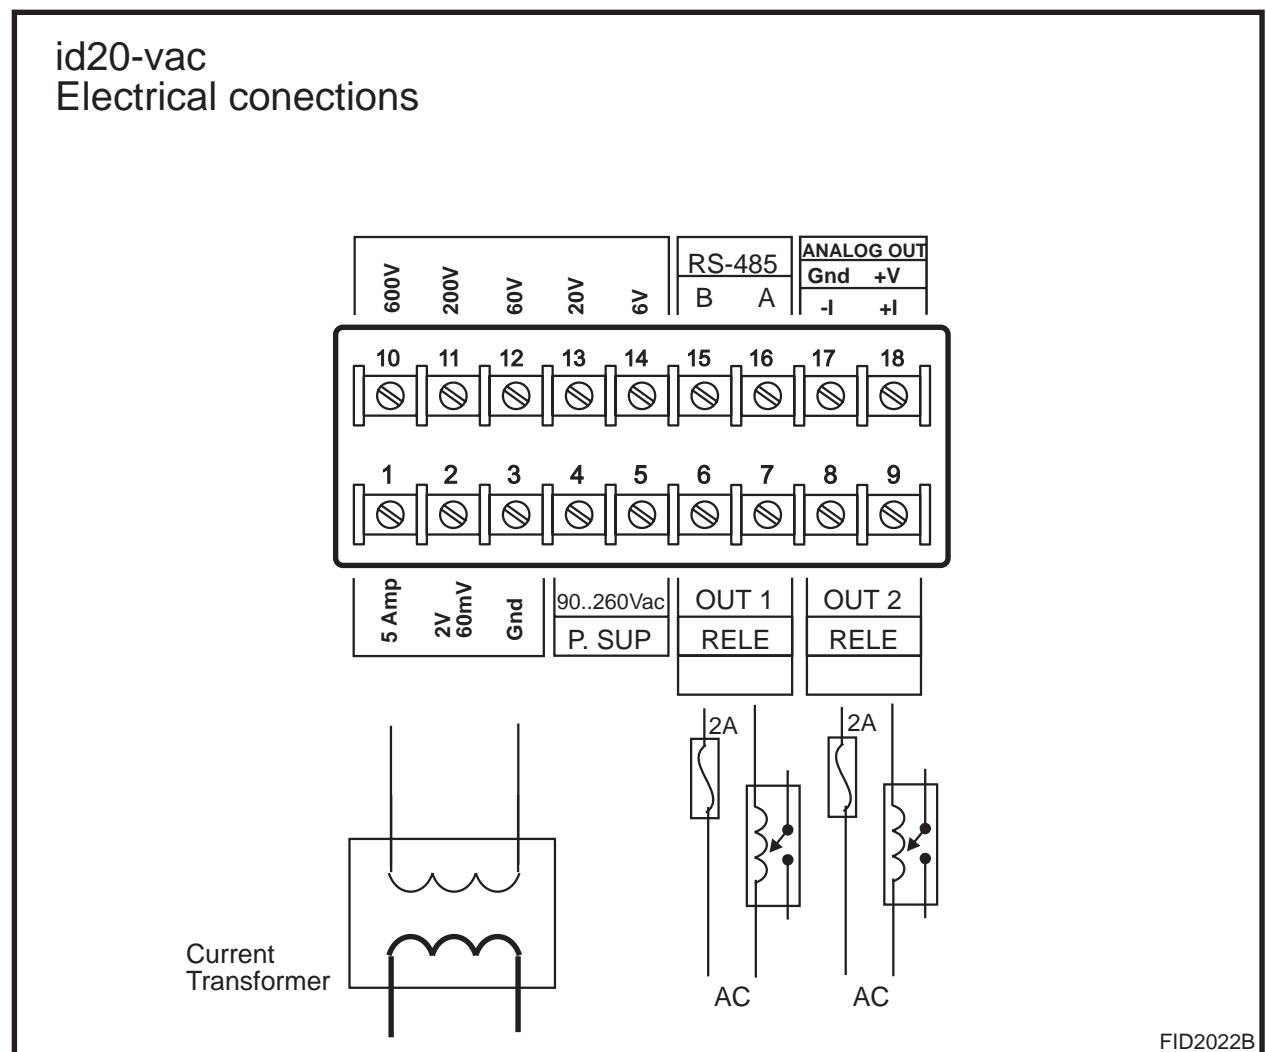 id20-vac
Electrical conections
600V 200V 60V 20V 6V
RS-485
B A
ANALOG OUT
Gnd +V
-I +I
10 11 12 13 14 15 16 17 18
1 2 3 4 5 6 7 8 9
5 Amp
2V
60mV
Gnd
90..260Vac
P. SUP
OUT 1
RELE
OUT 2
RELE
2A
2A
Current
Transformer
AC
AC
FID2022B